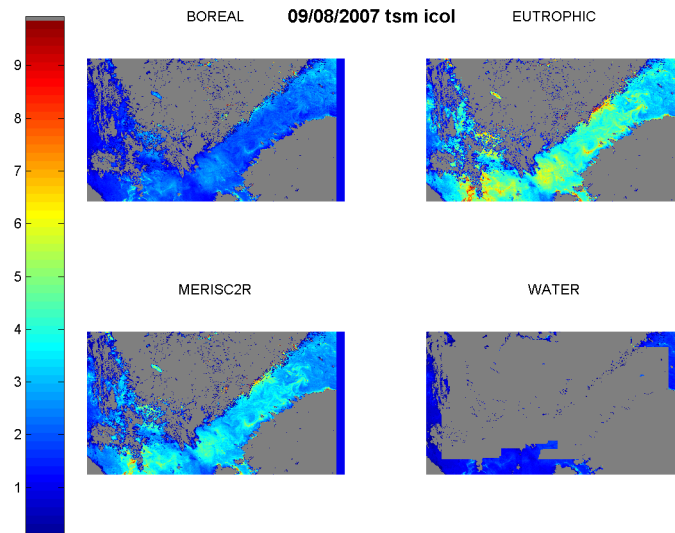 09/08/2007 tsm icol
BOREAL
EUTROPHIC
9
8
7
6
5
4
3
2
1
MERISC2R
WATER